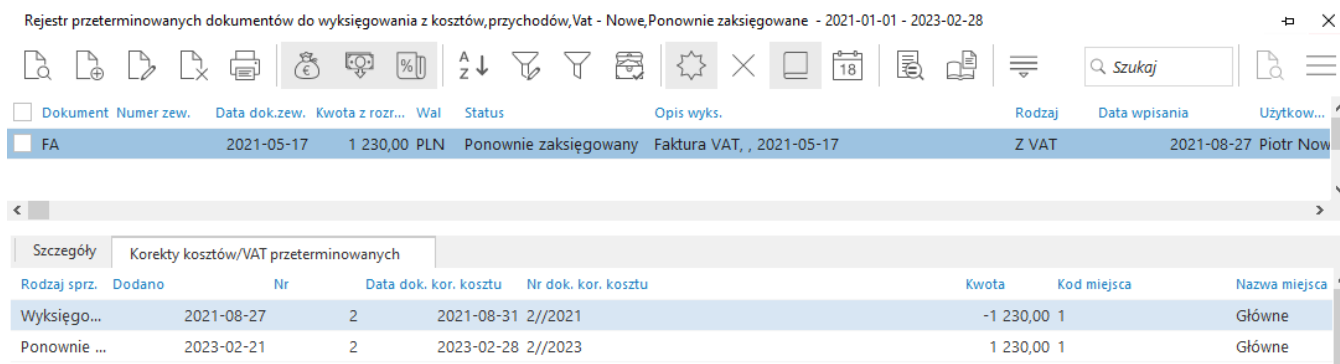 Rejestr przeterminowanych dokumentów do wyksięgowania z kosztów,przychodów,Vat - Nowe,Ponownie zaksięgowane - 2021-01-01 - 2023-02-28
€ % A Z 18 Szukaj
Dokument Numer zew. Data dok.zew. Kwota z rozr... Wal Status Opis wyks. Rodzaj Data wpisania Użytkow...
FA 2021-05-17 1 230,00 PLN Ponownie zaksięgowany Faktura VAT, , 2021-05-17 Z VAT 2021-08-27 Piotr Now
Szczegóły Korekty kosztów/VAT przeterminowanych
Rodzaj sprz. Dodano Nr Data dok. kor. kosztu Nr dok. kor. kosztu Kwota Kod miejsca Nazwa miejsca
Wyksięgo... 2021-08-27 2 2021-08-31 2//2021 -1 230,00 1 Główne
Ponownie ... 2023-02-21 2 2023-02-28 2//2023 1 230,00 1 Główne